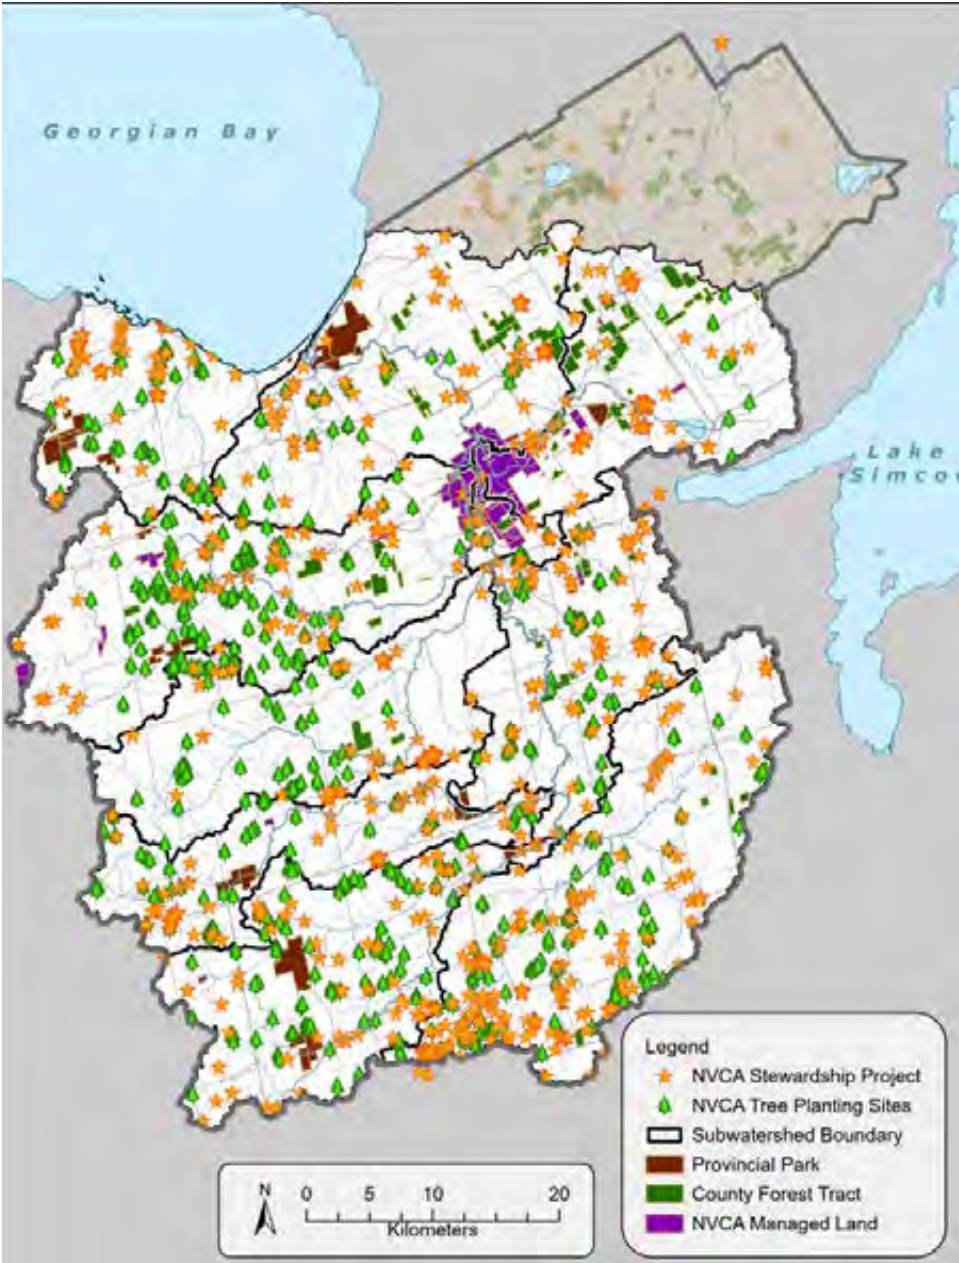 Georgian Bay
Lake
Simco
Legend
NVCA Stewardship Project
NVCA Tree Planting Sites
Subwatershed Boundary
Provincial Park
County Forest Tract
NVCA Managed Land
N
0 5 10 20
Kilometers